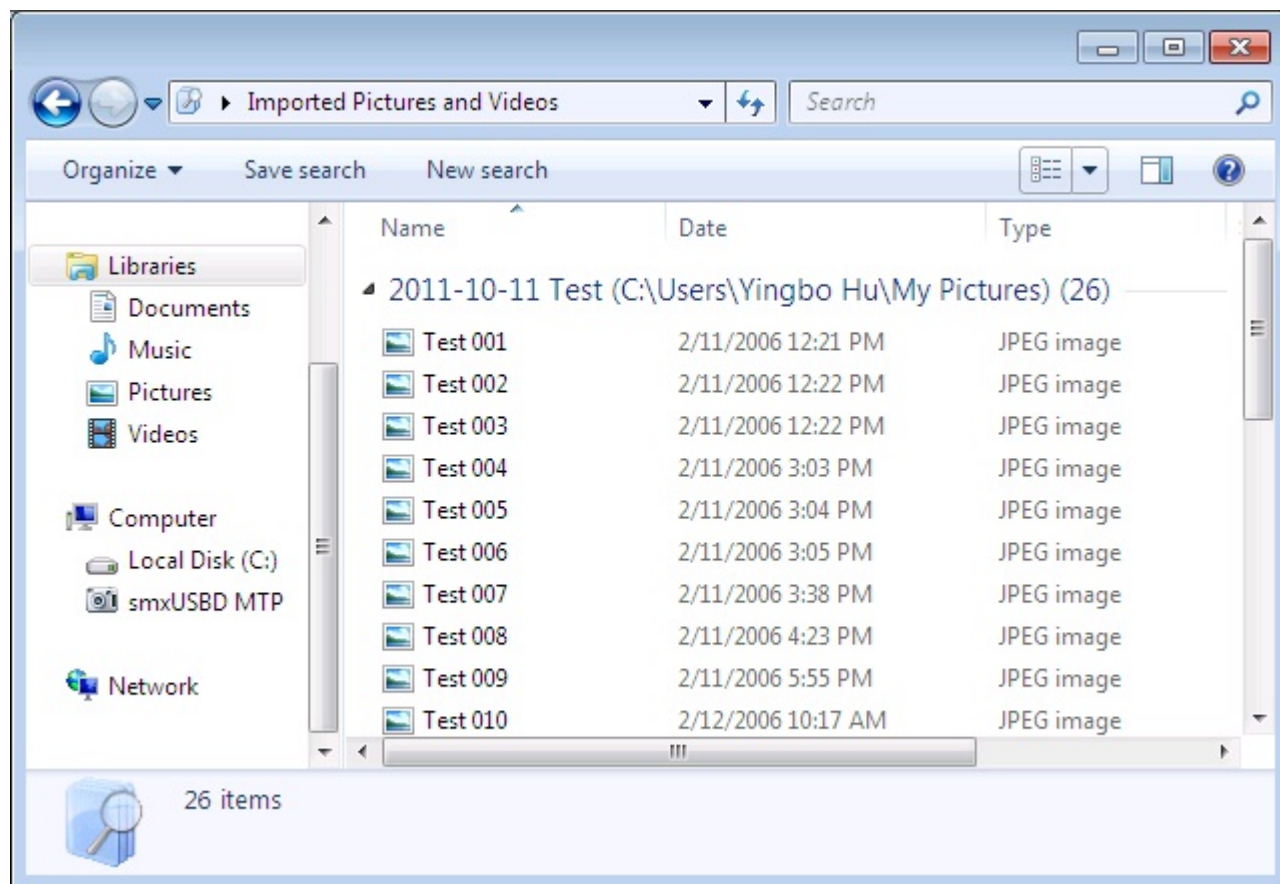 Imported Pictures and Videos
Search
Organize Save search New search
Name Date Type
Libraries
Documents
Music
Pictures
Videos
Computer
Local Disk (C:)
smxUSBD MTP
Network
2011-10-11 Test (C:\Users\Yingbo Hu\My Pictures) (26)
Test 001 2/11/2006 12:21 PM JPEG image
Test 002 2/11/2006 12:22 PM JPEG image
Test 003 2/11/2006 12:22 PM JPEG image
Test 004 2/11/2006 3:03 PM JPEG image
Test 005 2/11/2006 3:04 PM JPEG image
Test 006 2/11/2006 3:05 PM JPEG image
Test 007 2/11/2006 3:38 PM JPEG image
Test 008 2/11/2006 4:23 PM JPEG image
Test 009 2/11/2006 5:55 PM JPEG image
Test 010 2/12/2006 10:17 AM JPEG image
26 items